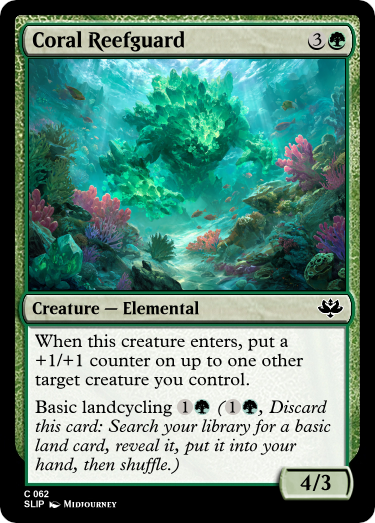 Coral Reefguard 3
Creature — Elemental
When this creature enters, put a
+1/+1 counter on up to one other
target creature you control.
Basic landcycling 1 (1, Discard
this card: Search your library for a basic
land card, reveal it, put it into your
hand, then shuffle.)
4/3
C 062
SLIP Midjourney